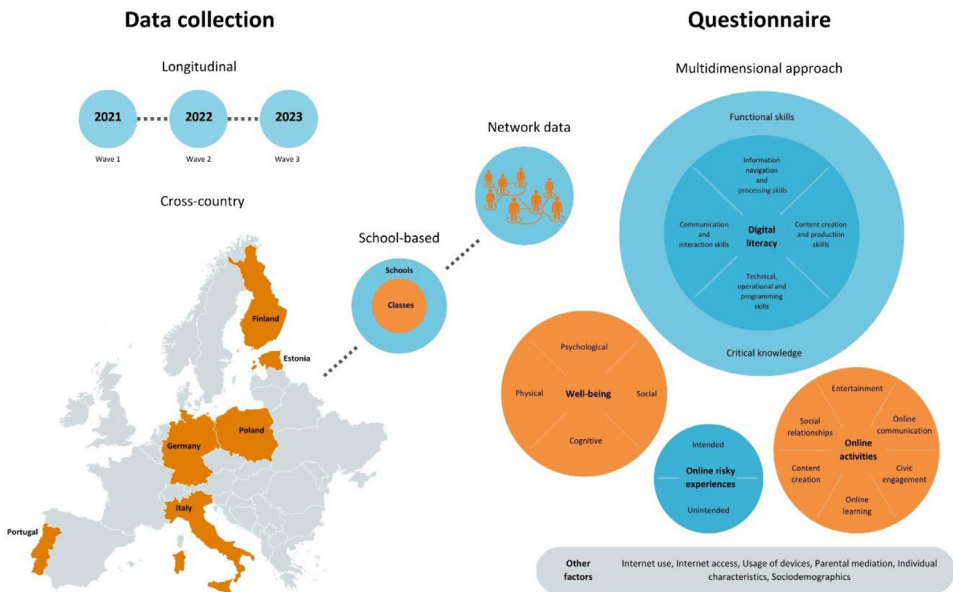 Data collection
Longitudinal
2021
2022
2023
Wave 1
Wave 2
Wave 3
Cross-country
Finland
Estonia
Germany
Poland
Italy
Portugal
School-based
Schools
Classes
Network data
Questionnaire
Multidimensional approach
Functional skills
Information
navigation
and
processing skills
Communication
and
interaction skills
Digital
literacy
Content creation
and production
skills
Technical,
operational and
programming
skills
Critical knowledge
Psychological
Physical
Well-being
Social
Cognitive
Intended
Online risky
experiences
Unintended
Entertainment
Social
relationships
Online
communication
Online
activities
Content
creation
Civic
engagement
Online
learning
Other
factors
Internet use, Internet access, Usage of devices, Parental mediation, Individual
characteristics, Sociodemographics